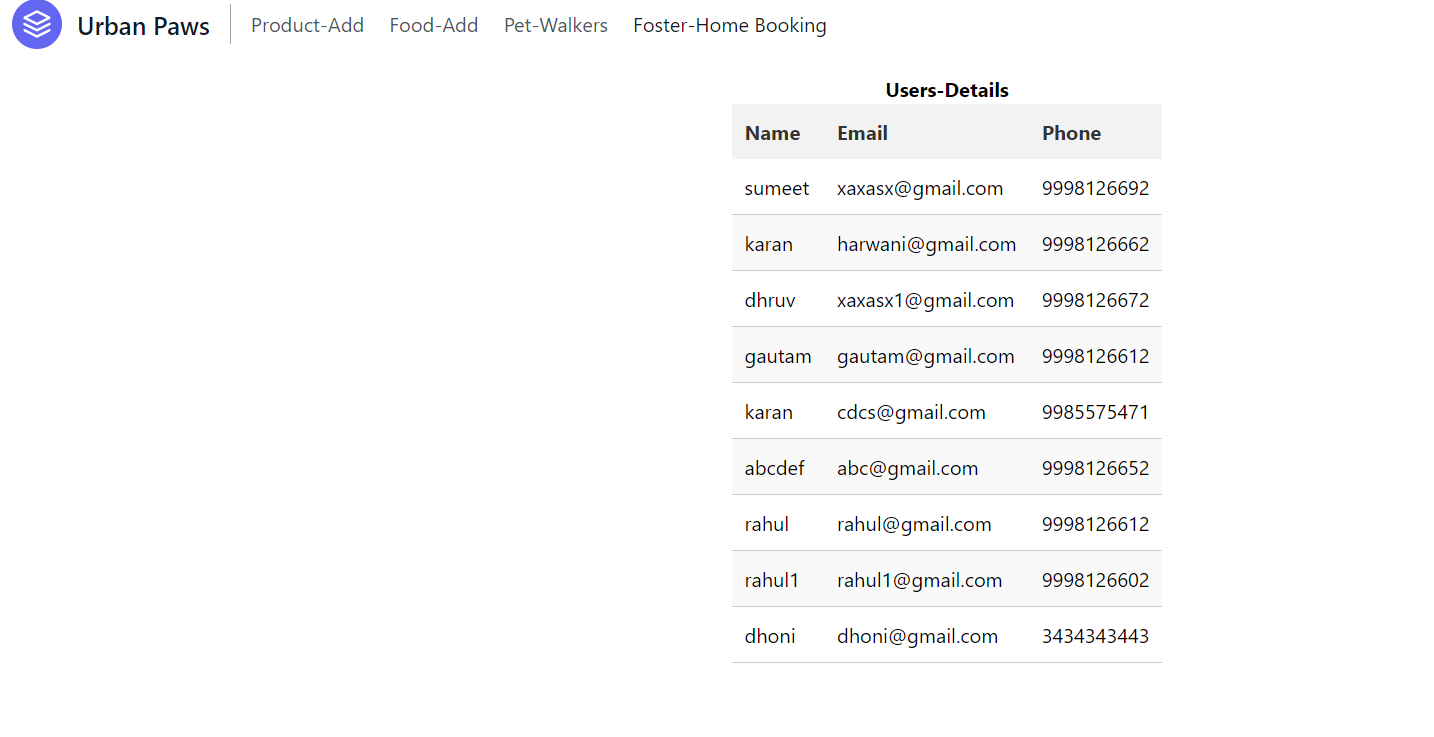 Urban Paws Product-Add Food-Add Pet-Walkers Foster-Home Booking
Users-Details
Name Email Phone
sumeet xaxasx@gmail.com 9998126692
karan harwani@gmail.com 9998126662
dhruv xaxasx1@gmail.com 9998126672
gautam gautam@gmail.com 9998126612
karan cdcs@gmail.com 9985575471
abcdef abc@gmail.com 9998126652
rahul rahul@gmail.com 9998126612
rahul1 rahul1@gmail.com 9998126602
dhoni dhoni@gmail.com 3434343443